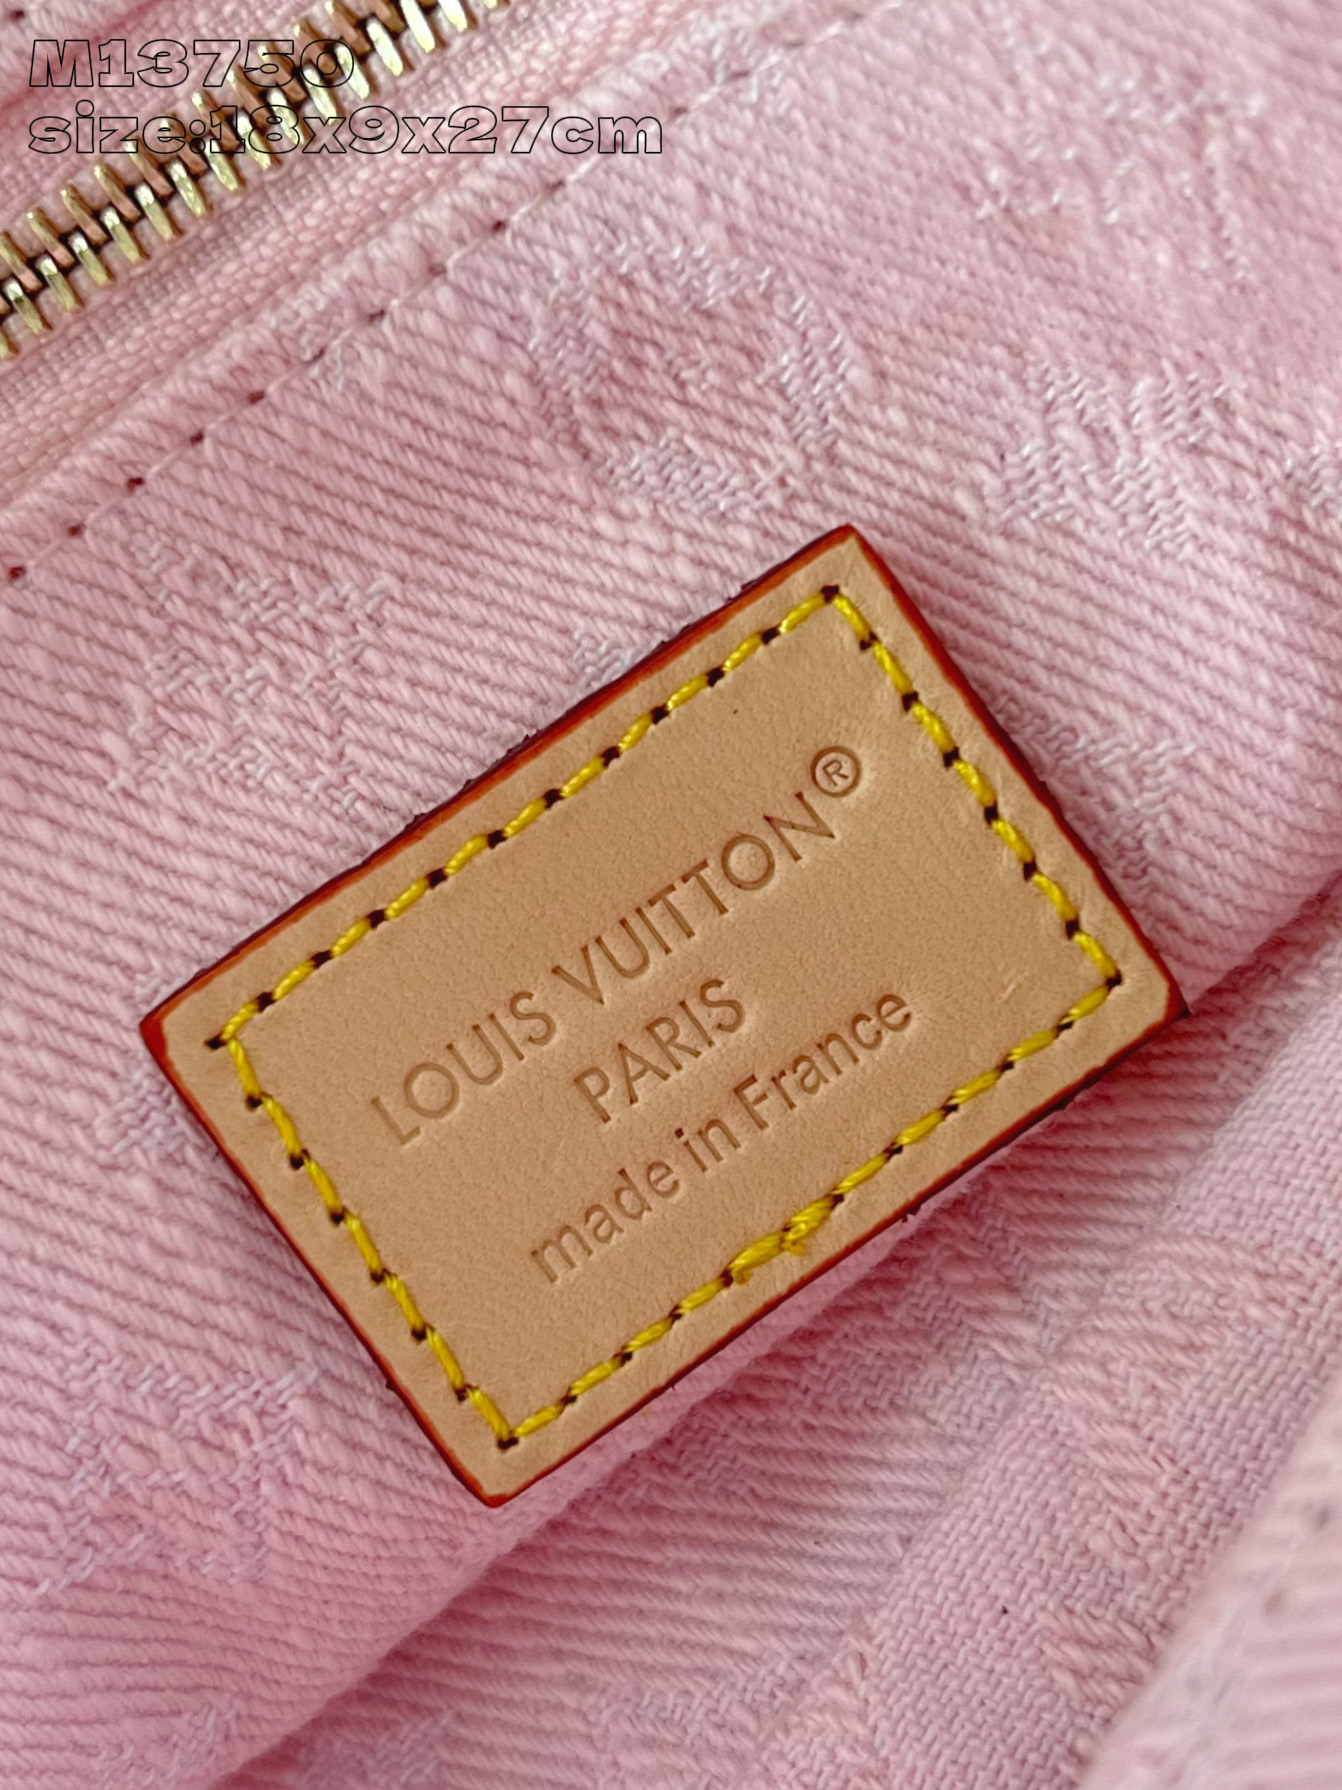 M13750
size:18x9x27cm
LOUIS VUITTON®
PARIS
made in France